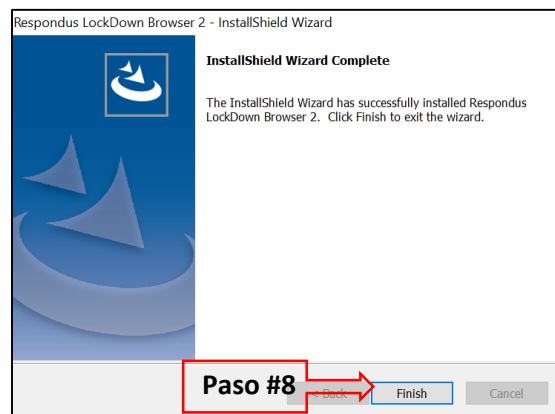 Respondus LockDown Browser 2 - InstallShield Wizard
InstallShield Wizard Complete
The InstallShield Wizard has successfully installed Respondus
LockDown Browser 2. Click Finish to exit the wizard.
Paso #8
< Back
Finish
Cancel